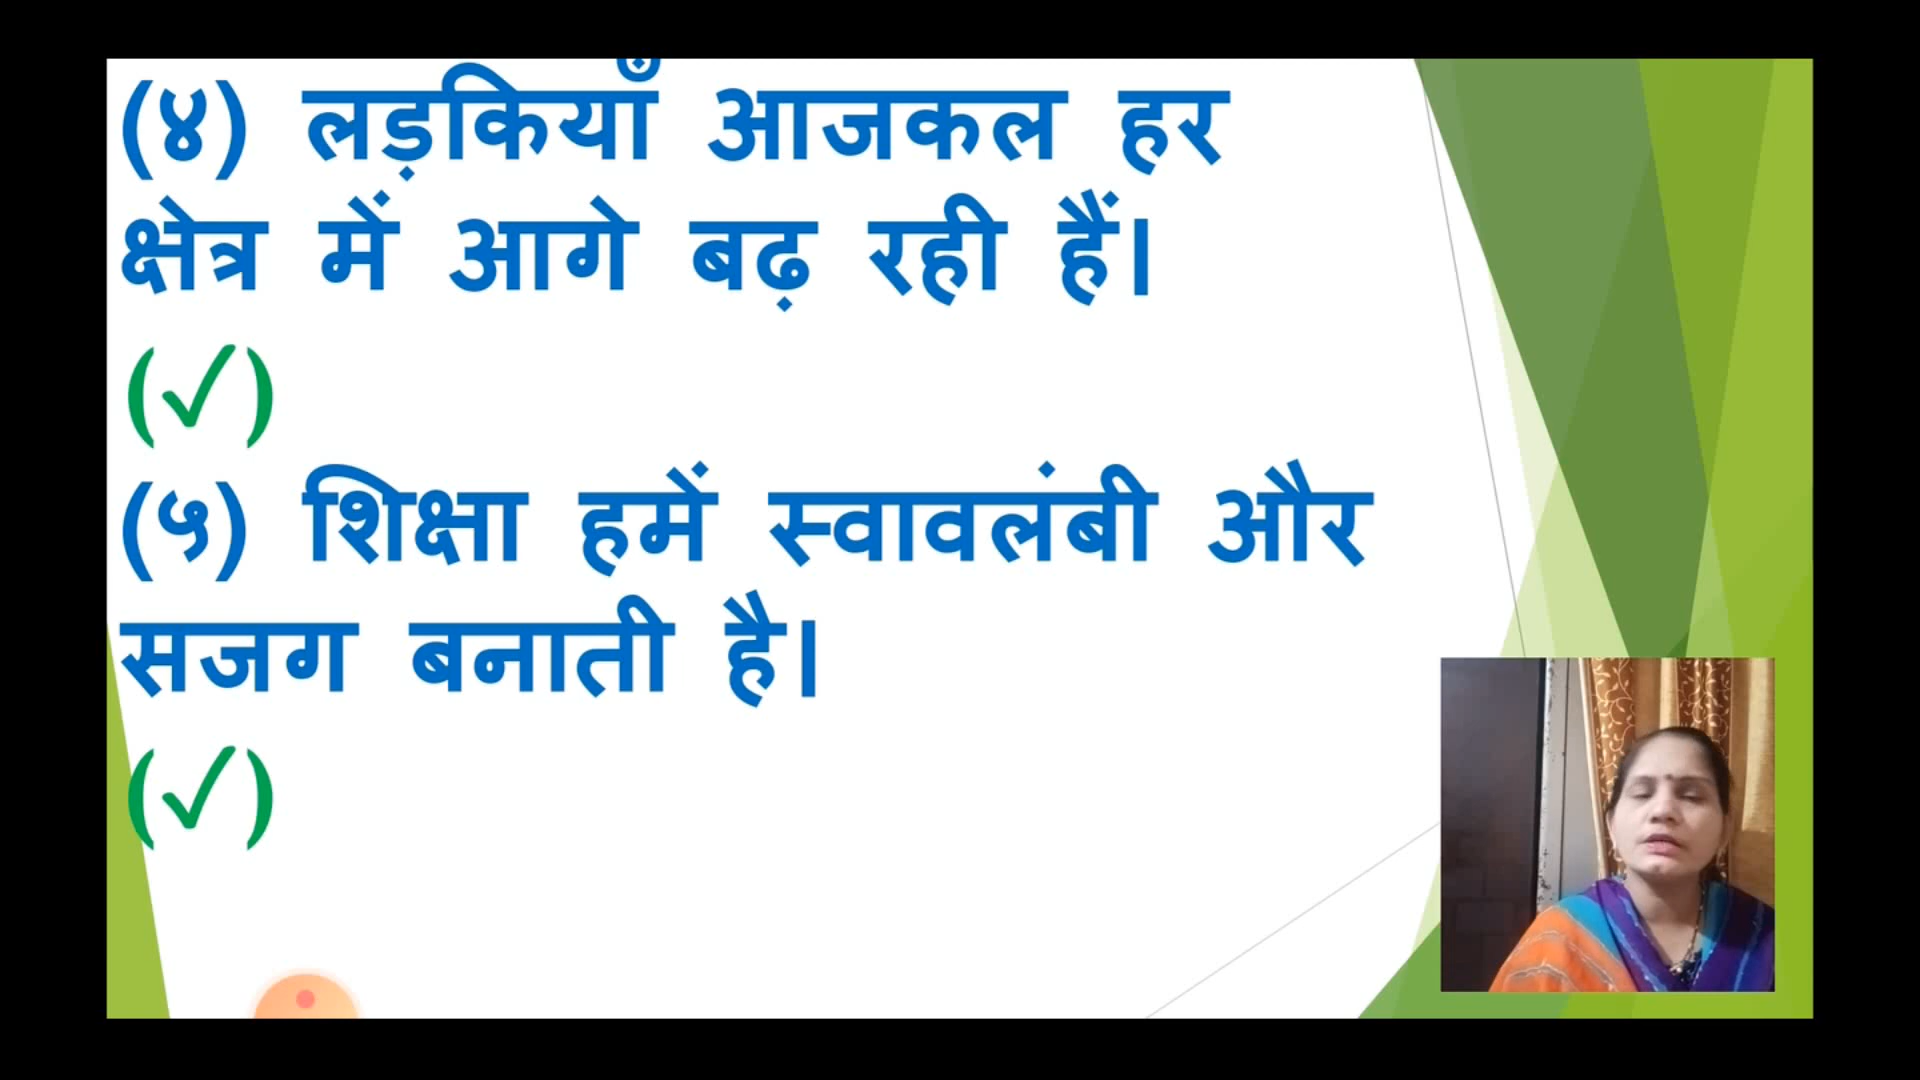 (४) लड़कियाँ आजकल हर
क्षेत्र में आगे बढ़ रही हैं।
(✓)
(५) शिक्षा हमें स्वावलंबी और
सजग बनाती है।
(✓)